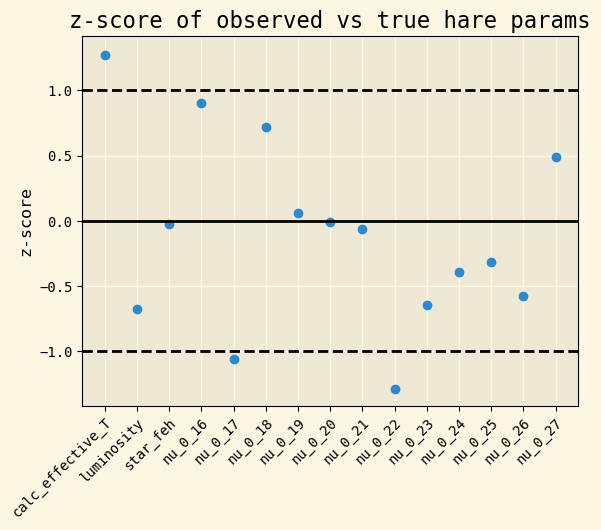 z-score of observed vs true hare params
z-score
1.0
0.5
0.0
−0.5
−1.0
calc_effective_T
luminosity
star_feh
nu_0_16
nu_0_17
nu_0_18
nu_0_19
nu_0_20
nu_0_21
nu_0_22
nu_0_23
nu_0_24
nu_0_25
nu_0_26
nu_0_27